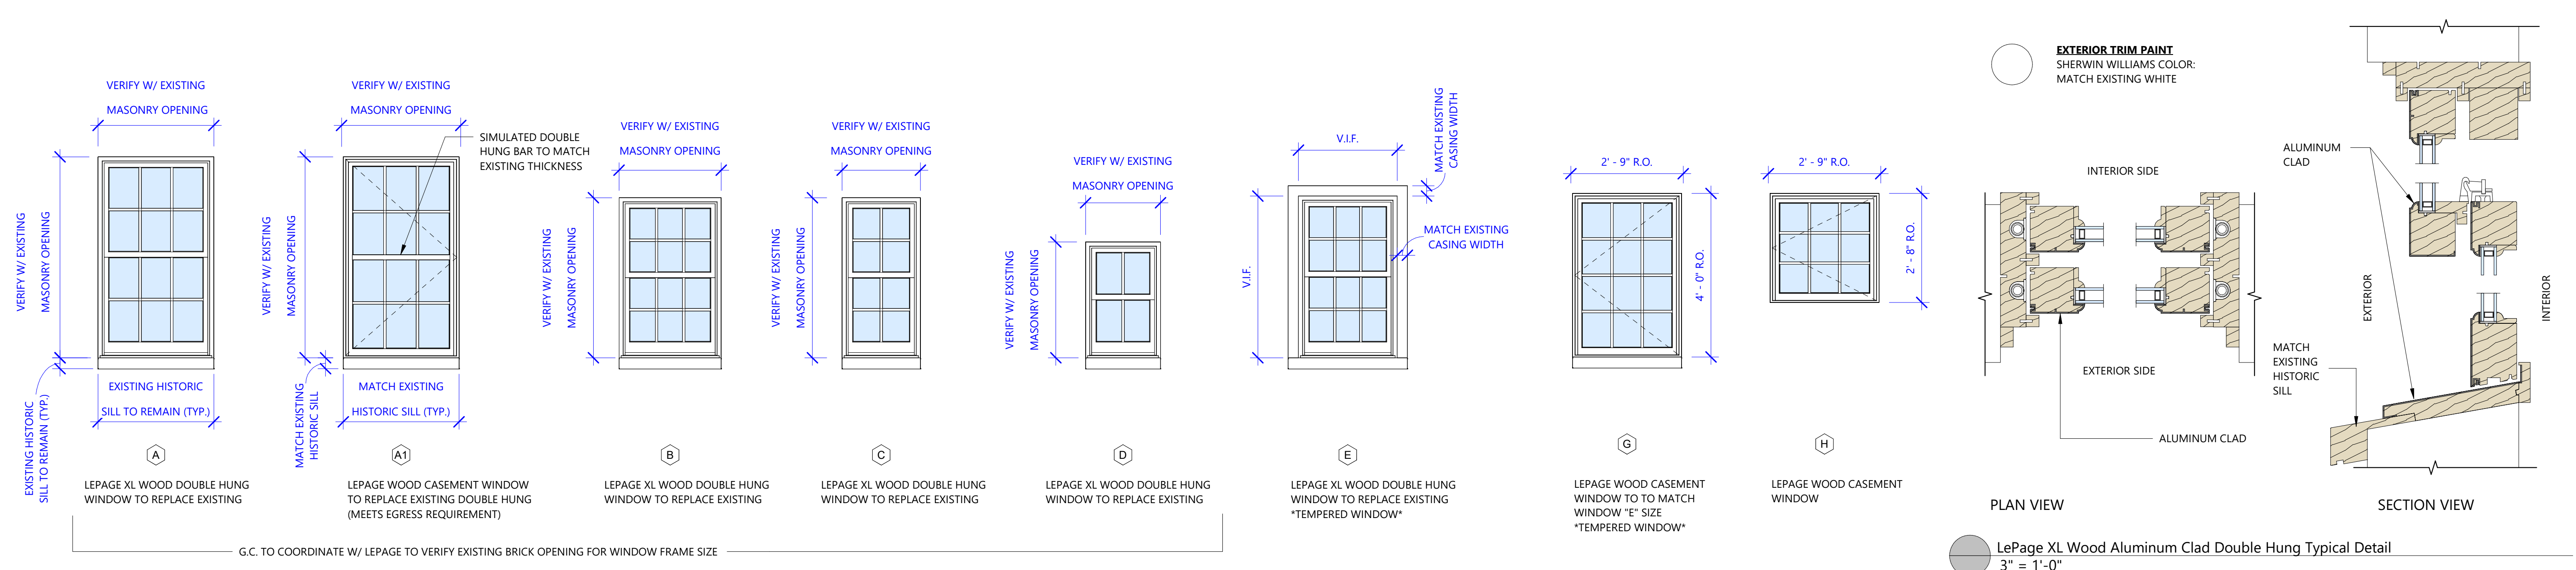 VERIFY W/ EXISTING
MASONRY OPENING
VERIFY W/ EXISTING
MASONRY OPENING
EXISTING HISTORIC
SILL TO REMAIN (TYP.)
EXISTING HISTORIC
SILL TO REMAIN (TYP.)
A
LEPAGE XL WOOD DOUBLE HUNG
WINDOW TO REPLACE EXISTING
VERIFY W/ EXISTING
MASONRY OPENING
SIMULATED DOUBLE
HUNG BAR TO MATCH
EXISTING THICKNESS
VERIFY W/ EXISTING
MASONRY OPENING
MATCH EXISTING
HISTORIC SILL
MATCH EXISTING
HISTORIC SILL (TYP.)
A1
LEPAGE WOOD CASEMENT WINDOW
TO REPLACE EXISTING DOUBLE HUNG
(MEETS EGRESS REQUIREMENT)
VERIFY W/ EXISTING
MASONRY OPENING
VERIFY W/ EXISTING
MASONRY OPENING
B
LEPAGE XL WOOD DOUBLE HUNG
WINDOW TO REPLACE EXISTING
VERIFY W/ EXISTING
MASONRY OPENING
VERIFY W/ EXISTING
MASONRY OPENING
C
LEPAGE XL WOOD DOUBLE HUNG
WINDOW TO REPLACE EXISTING
VERIFY W/ EXISTING
MASONRY OPENING
VERIFY W/ EXISTING
MASONRY OPENING
D
LEPAGE XL WOOD DOUBLE HUNG
WINDOW TO REPLACE EXISTING
G.C. TO COORDINATE W/ LEPAGE TO VERIFY EXISTING BRICK OPENING FOR WINDOW FRAME SIZE
V.I.F.
MATCH EXISTING
CASING WIDTH
MATCH EXISTING
CASING WIDTH
V.I.F.
E
LEPAGE XL WOOD DOUBLE HUNG
WINDOW TO REPLACE EXISTING
*TEMPERED WINDOW*
2' - 9" R.O.
4' - 0" R.O.
G
LEPAGE WOOD CASEMENT
WINDOW TO TO MATCH
WINDOW "E" SIZE
*TEMPERED WINDOW*
2' - 9" R.O.
2' - 8" R.O.
H
LEPAGE WOOD CASEMENT
WINDOW
EXTERIOR TRIM PAINT
SHERWIN WILLIAMS COLOR:
MATCH EXISTING WHITE
INTERIOR SIDE
EXTERIOR SIDE
ALUMINUM CLAD
PLAN VIEW
ALUMINUM
CLAD
EXTERIOR
INTERIOR
MATCH
EXISTING
HISTORIC
SILL
SECTION VIEW
LePage XL Wood Aluminum Clad Double Hung Typical Detail
3" = 1'-0"